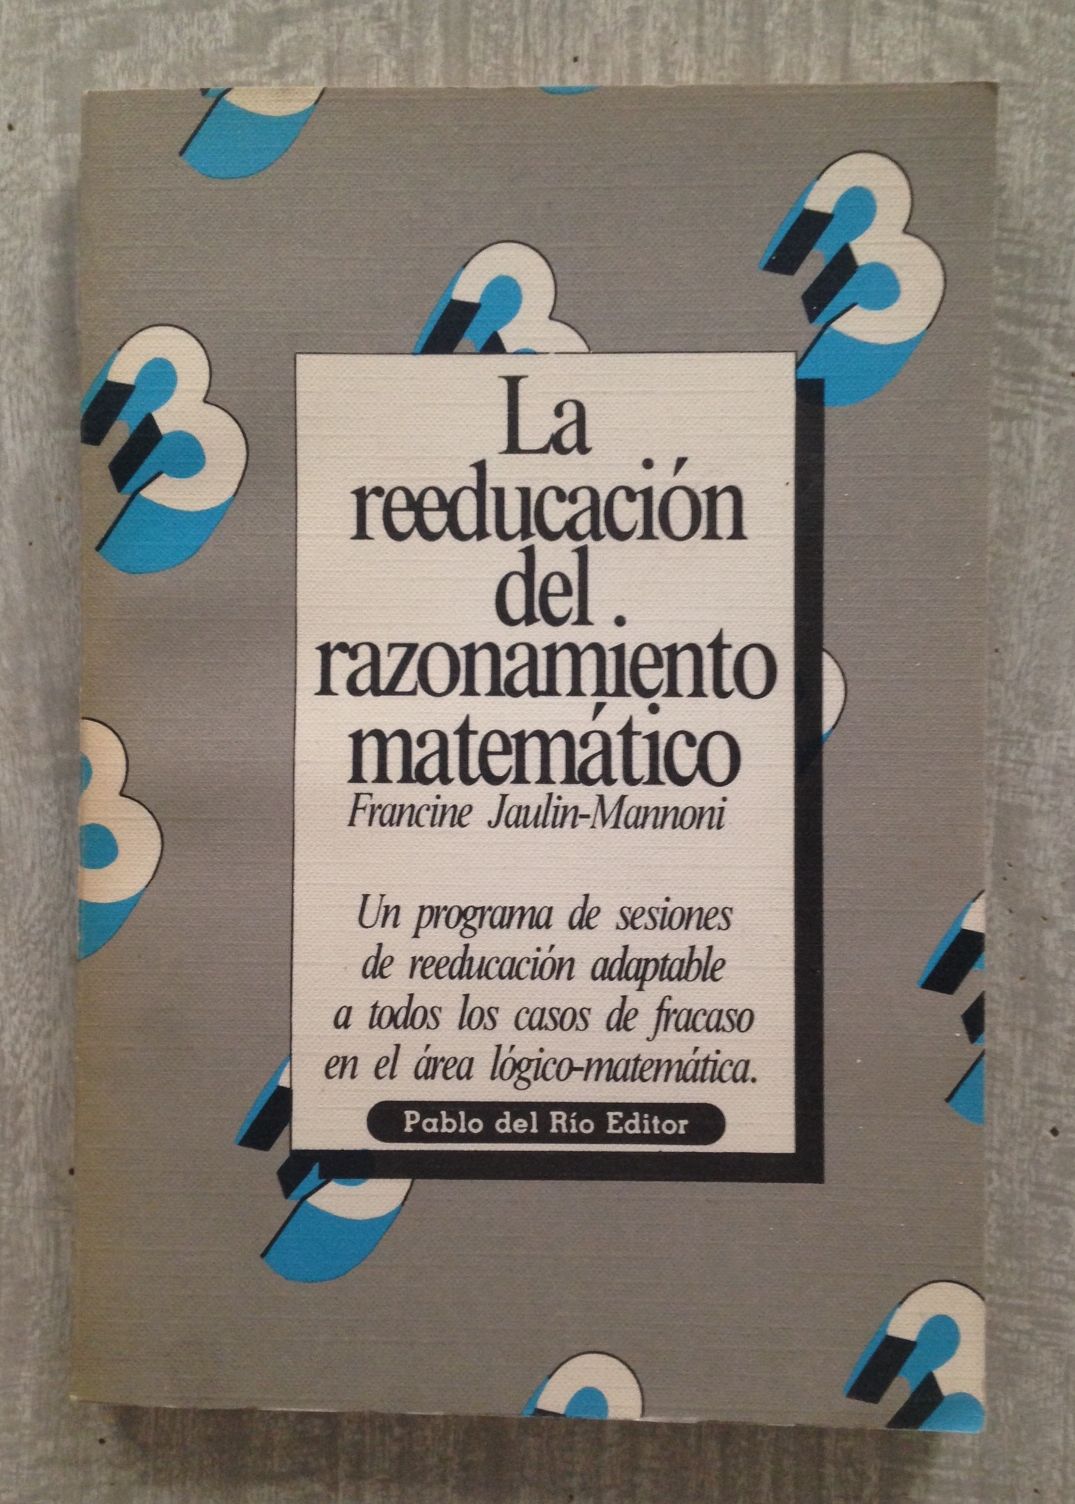 La
reeducación
del
razonamiento
matemático
Francine Jaulin-Mannoni
Un programa de sesiones
de reeducación adaptable
a todos los casos de fracaso
en el área lógico-matemática.
Pablo del Río Editor